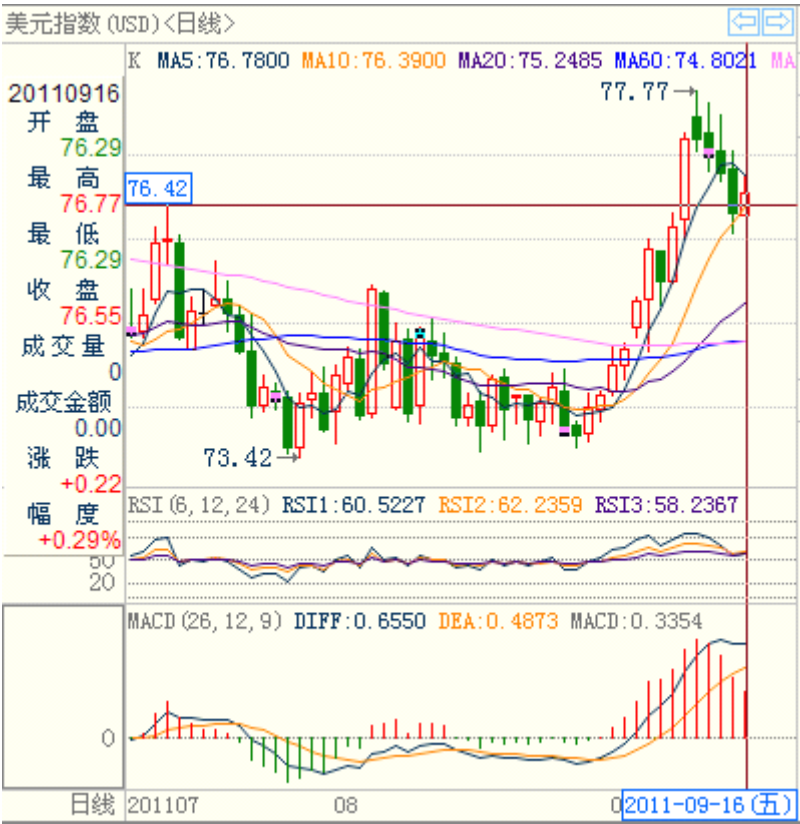 美元指数(USD)<日线>
K MA5:76.7800 MA10:76.3900 MA20:75.2485 MA60:74.8021 MA
20110916
开 盘
76.29
最 高
76.77
最 低
76.29
收 盘
76.55
成交量
0
成交金额
0.00
涨 跌
+0.22
幅 度
+0.29%
77.77
76.42
73.42
RSI(6,12,24) RSI1:60.5227 RSI2:62.2359 RSI3:58.2367
50
20
MACD(26,12,9) DIFF:0.6550 DEA:0.4873 MACD:0.3354
0
日线 201107 08 0 2011-09-16(五)